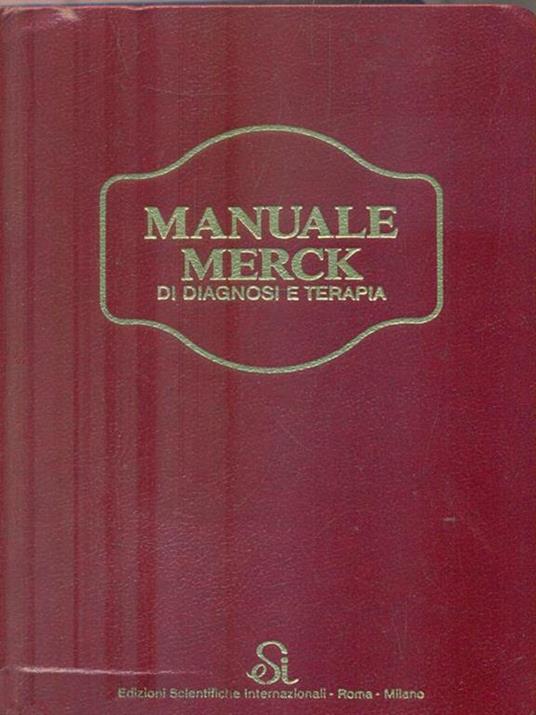 MANUALE
MERCK
DI DIAGNOSI E TERAPIA
eSi
Edizioni Scientifiche Internazionali - Roma - Milano